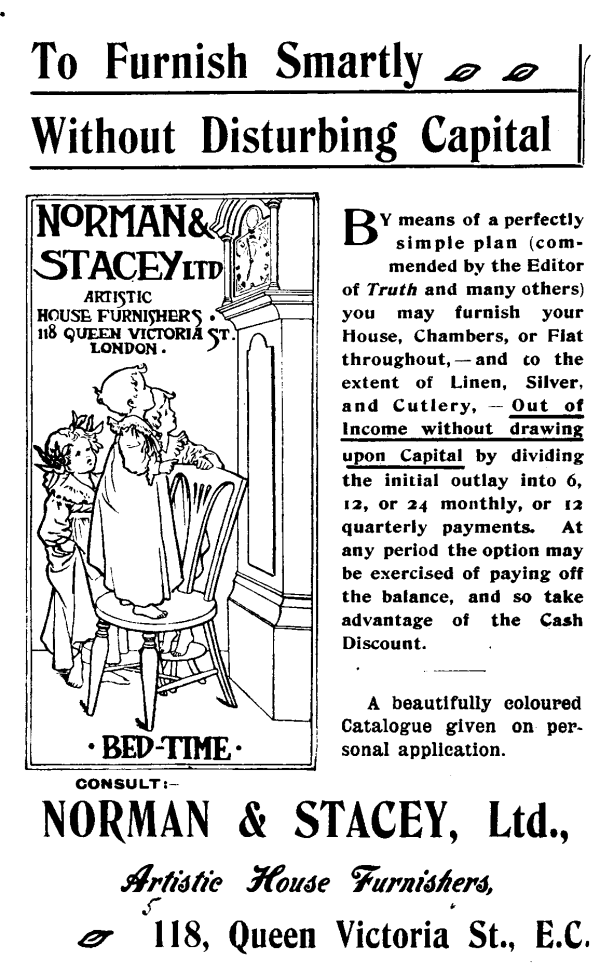 To Furnish Smartly
Without Disturbing Capital
NORMAN &
STACEY LTD
ARTISTIC
HOUSE FURNISHERS ·
118 QUEEN VICTORIA ST.
LONDON ·
· BED-TIME ·
BY means of a perfectly
simple plan (com-
mended by the Editor
of Truth and many others)
you may furnish your
House, Chambers, or Flat
throughout, — and to the
extent of Linen, Silver,
and Cutlery, — Out of
Income without drawing
upon Capital by dividing
the initial outlay into 6,
12, or 24 monthly, or 12
quarterly payments. At
any period the option may
be exercised of paying off
the balance, and so take
advantage of the Cash
Discount.
A beautifully coloured
Catalogue given on per-
sonal application.
CONSULT:–
NORMAN & STACEY, Ltd.,
Artistic House Furnishers,
118, Queen Victoria St., E.C.